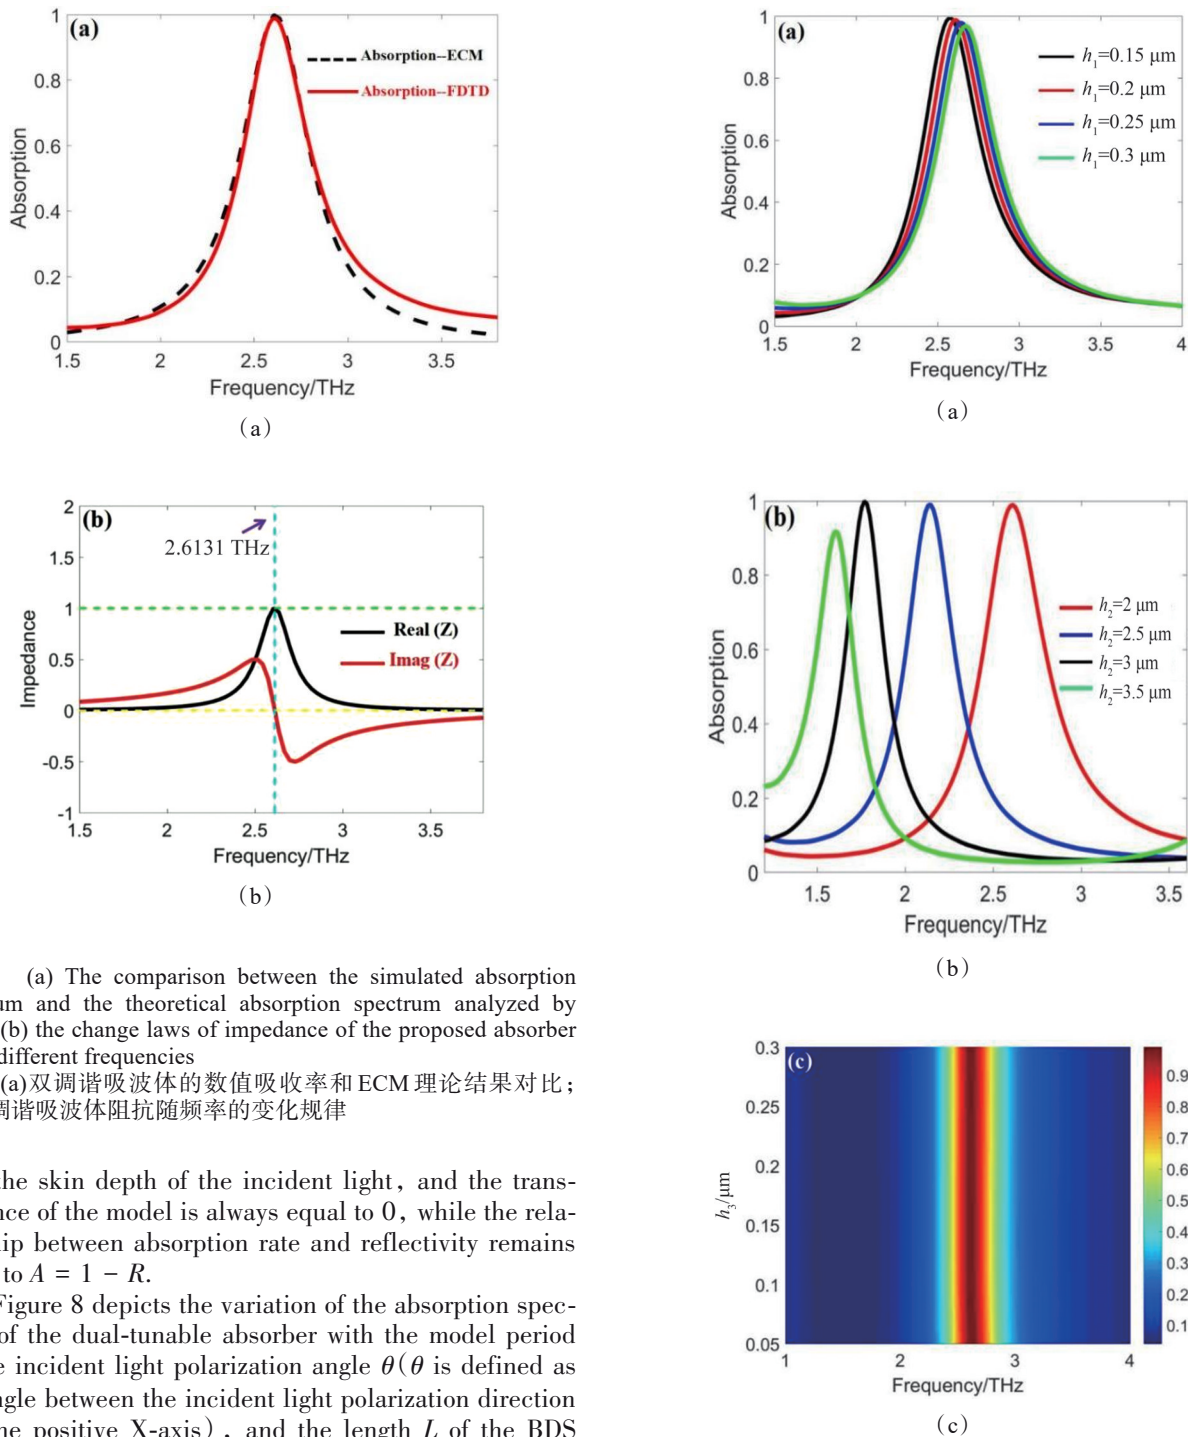 (a)
1
0.8
0.6
0.4
0.2
0
Absorption
Absorption--ECM
Absorption--FDTD
1.5 2 2.5 3 3.5
Frequency/THz
(a)
(b)
2
1.5
1
0.5
0
-0.5
-1
Impedance
2.6131 THz
Real (Z)
Imag (Z)
1.5 2 2.5 3 3.5
Frequency/THz
(b)
(a) The comparison between the simulated absorption
um and the theoretical absorption spectrum analyzed by
(b) the change laws of impedance of the proposed absorber
different frequencies
(a)双调谐吸波体的数值吸收率和ECM理论结果对比；
调谐吸波体阻抗随频率的变化规律
the skin depth of the incident light, and the trans-
nce of the model is always equal to 0, while the rela-
ip between absorption rate and reflectivity remains
to A = 1 − R.
Figure 8 depicts the variation of the absorption spec-
of the dual-tunable absorber with the model period
e incident light polarization angle θ(θ is defined as
ngle between the incident light polarization direction
he positive X-axis), and the length L of the BDS
(a)
1
0.8
0.6
0.4
0.2
0
Absorption
h₁=0.15 μm
h₁=0.2 μm
h₁=0.25 μm
h₁=0.3 μm
1.5 2 2.5 3 3.5 4
Frequency/THz
(a)
(b)
1
0.8
0.6
0.4
0.2
0
Absorption
h₂=2 μm
h₂=2.5 μm
h₂=3 μm
h₂=3.5 μm
1.5 2 2.5 3 3.5
Frequency/THz
(b)
(c)
0.3
0.25
0.2
0.15
0.1
0.05
h₃/μm
0.9
0.8
0.7
0.6
0.5
0.4
0.3
0.2
0.1
1 2 3 4
Frequency/THz
(c)